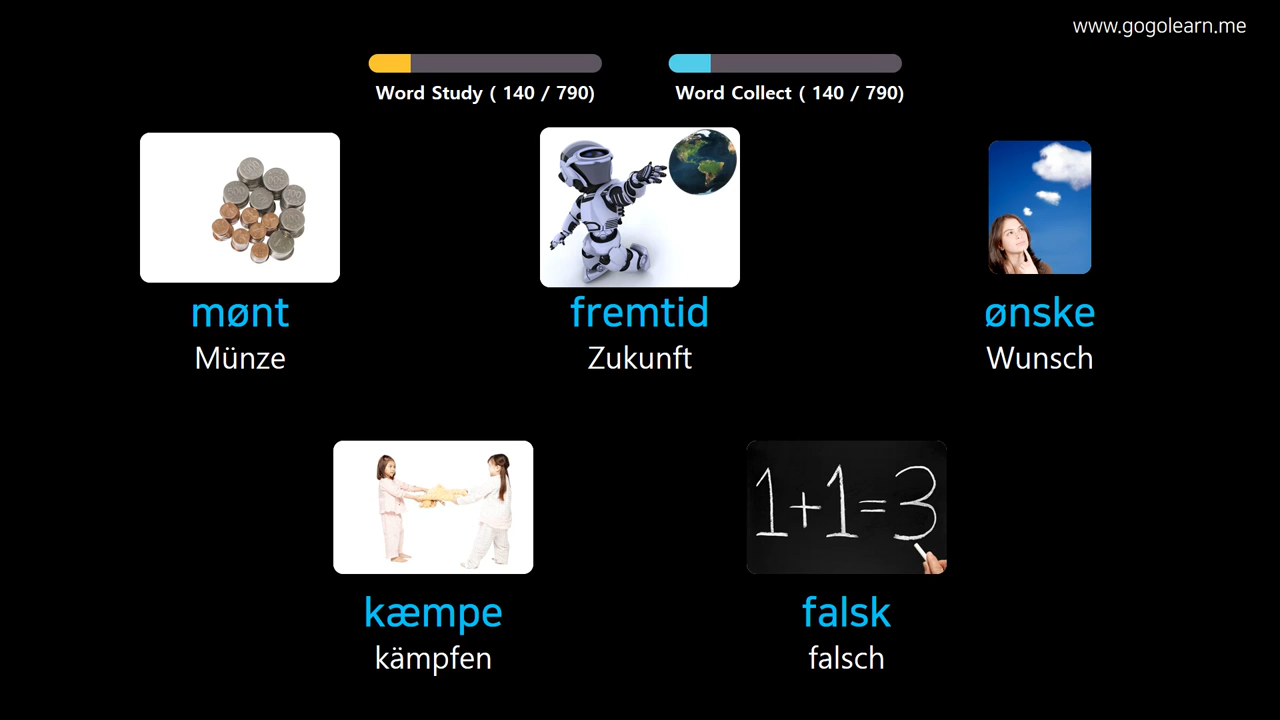 www.gogolearn.me
Word Study ( 140 / 790)
Word Collect ( 140 / 790)
mønt
Münze
fremtid
Zukunft
ønske
Wunsch
1+1=3
kæmpe
kämpfen
falsk
falsch